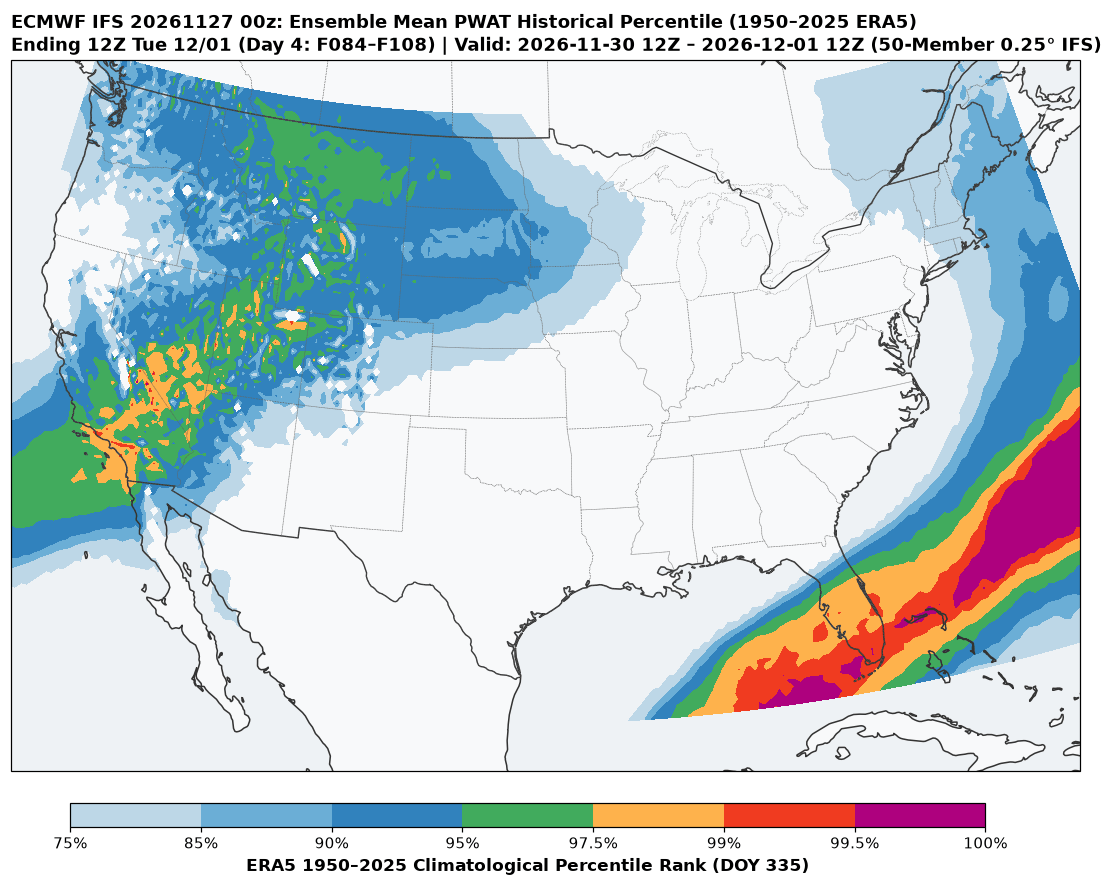 ECMWF IFS 20261127 00z: Ensemble Mean PWAT Historical Percentile (1950–2025 ERA5)
Ending 12Z Tue 12/01 (Day 4: F084–F108) | Valid: 2026-11-30 12Z – 2026-12-01 12Z (50-Member 0.25° IFS)
75% 85% 90% 95% 97.5% 99% 99.5% 100%
ERA5 1950–2025 Climatological Percentile Rank (DOY 335)